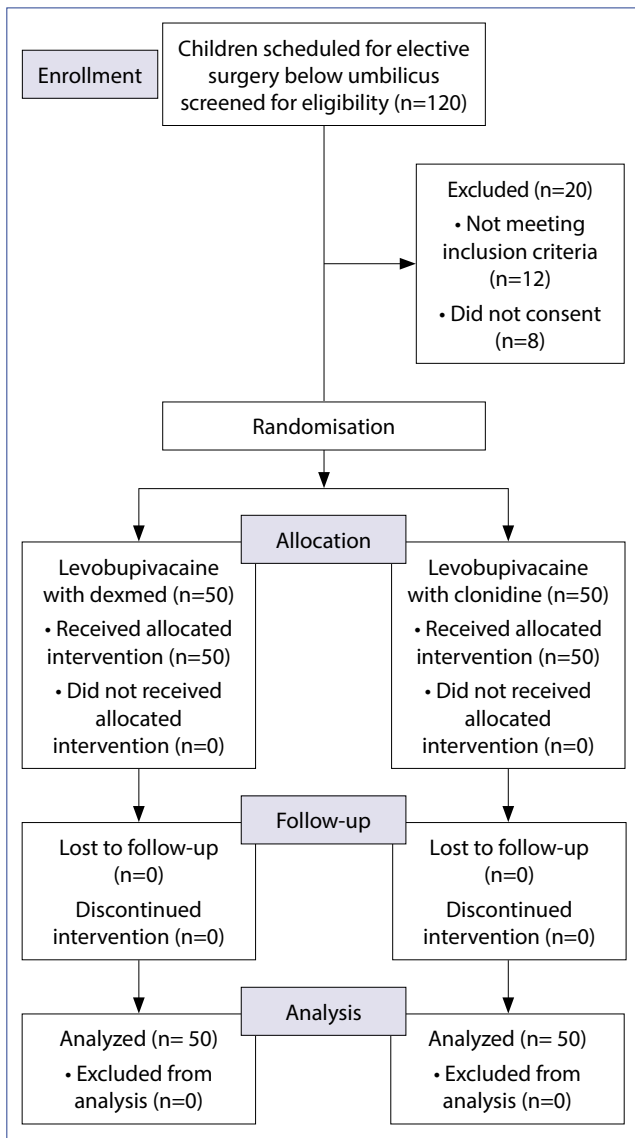 Enrollment
Children scheduled for elective
surgery below umbilicus
screened for eligibility (n=120)
Excluded (n=20)
• Not meeting
inclusion criteria
(n=12)
• Did not consent
(n=8)
Randomisation
Allocation
Levobupivacaine
with dexmed (n=50)
• Received allocated
intervention (n=50)
• Did not received
allocated
intervention (n=0)
Levobupivacaine
with clonidine (n=50)
• Received allocated
intervention (n=50)
• Did not received
allocated
intervention (n=0)
Follow-up
Lost to follow-up
(n=0)
Discontinued
intervention (n=0)
Lost to follow-up
(n=0)
Discontinued
intervention (n=0)
Analysis
Analyzed (n= 50)
• Excluded from
analysis (n=0)
Analyzed (n= 50)
• Excluded from
analysis (n=0)